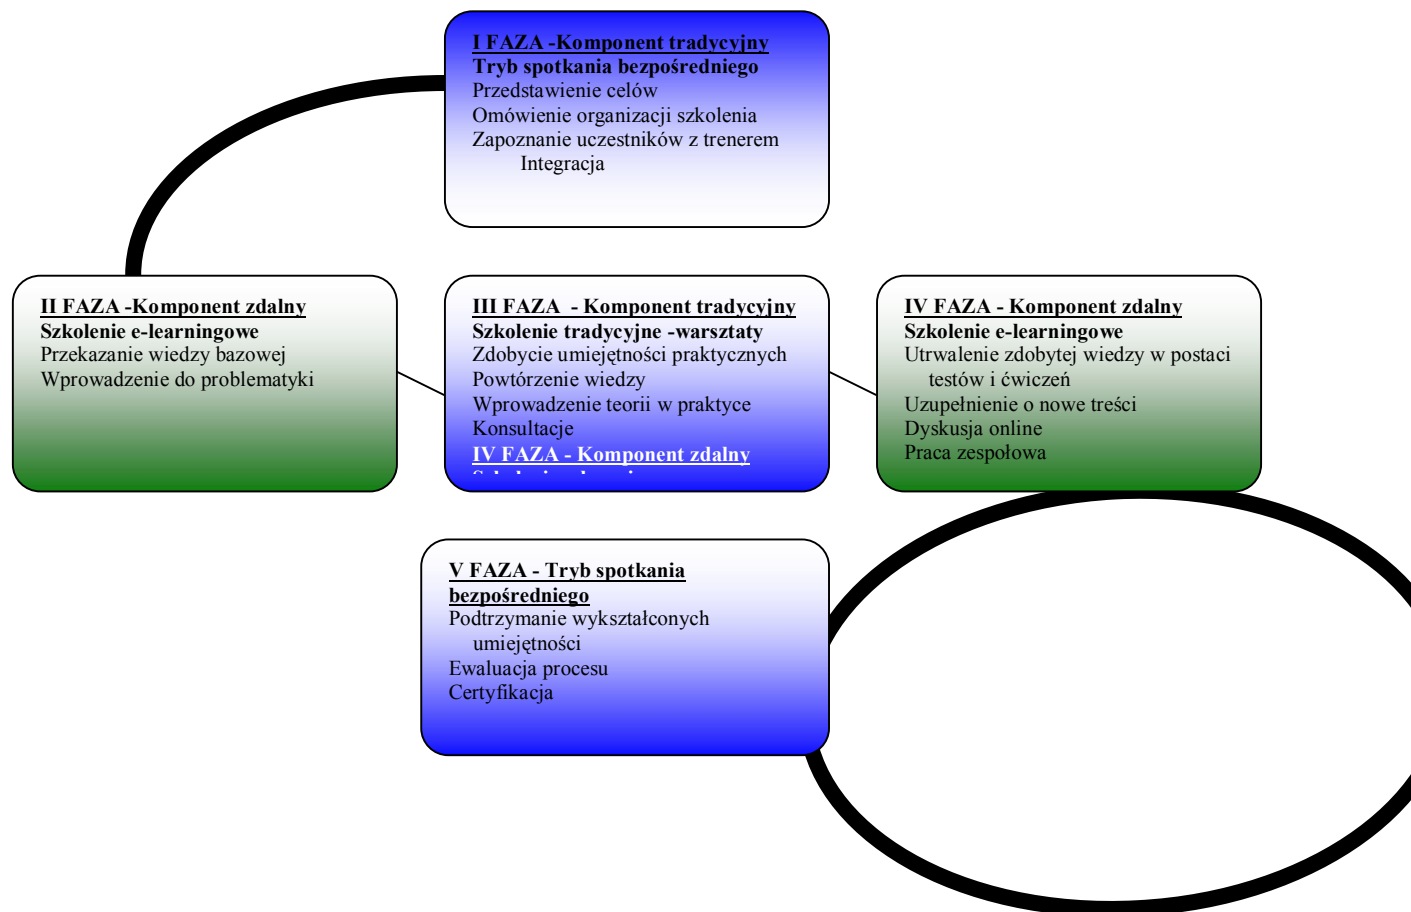 I FAZA -Komponent tradycyjny
Tryb spotkania bezpośredniego
Przedstawienie celów
Omówienie organizacji szkolenia
Zapoznanie uczestników z trenerem
Integracja
II FAZA -Komponent zdalny
Szkolenie e-learningowe
Przekazanie wiedzy bazowej
Wprowadzenie do problematyki
III FAZA - Komponent tradycyjny
Szkolenie tradycyjne -warsztaty
Zdobycie umiejętności praktycznych
Powtórzenie wiedzy
Wprowadzenie teorii w praktyce
Konsultacje
IV FAZA - Komponent zdalny
IV FAZA - Komponent zdalny
Szkolenie e-learningowe
Utrwalenie zdobytej wiedzy w postaci
testów i ćwiczeń
Uzupełnienie o nowe treści
Dyskusja online
Praca zespołowa
V FAZA - Tryb spotkania
bezpośredniego
Podtrzymanie wykształconych
umiejętności
Ewaluacja procesu
Certyfikacja